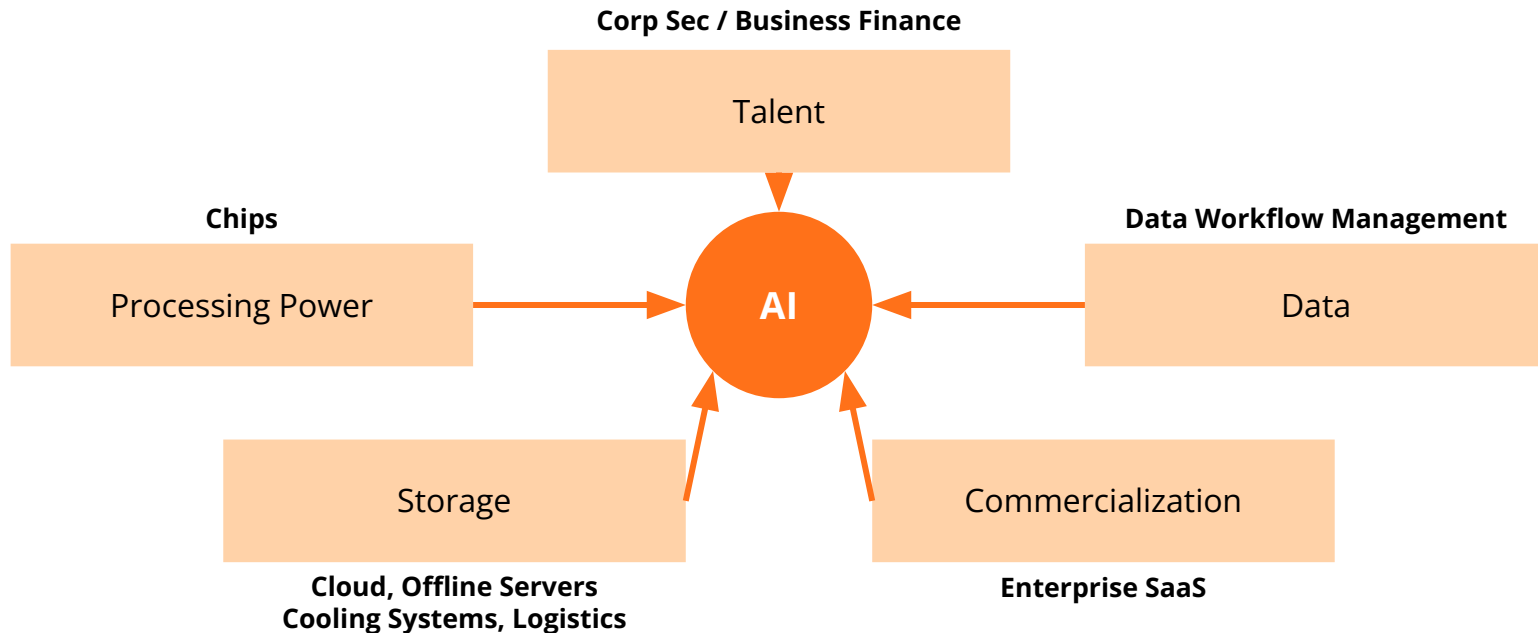 Corp Sec / Business Finance
Talent
Chips
Processing Power
AI
Data Workflow Management
Data
Storage
Cloud, Offline Servers
Cooling Systems, Logistics
Commercialization
Enterprise SaaS